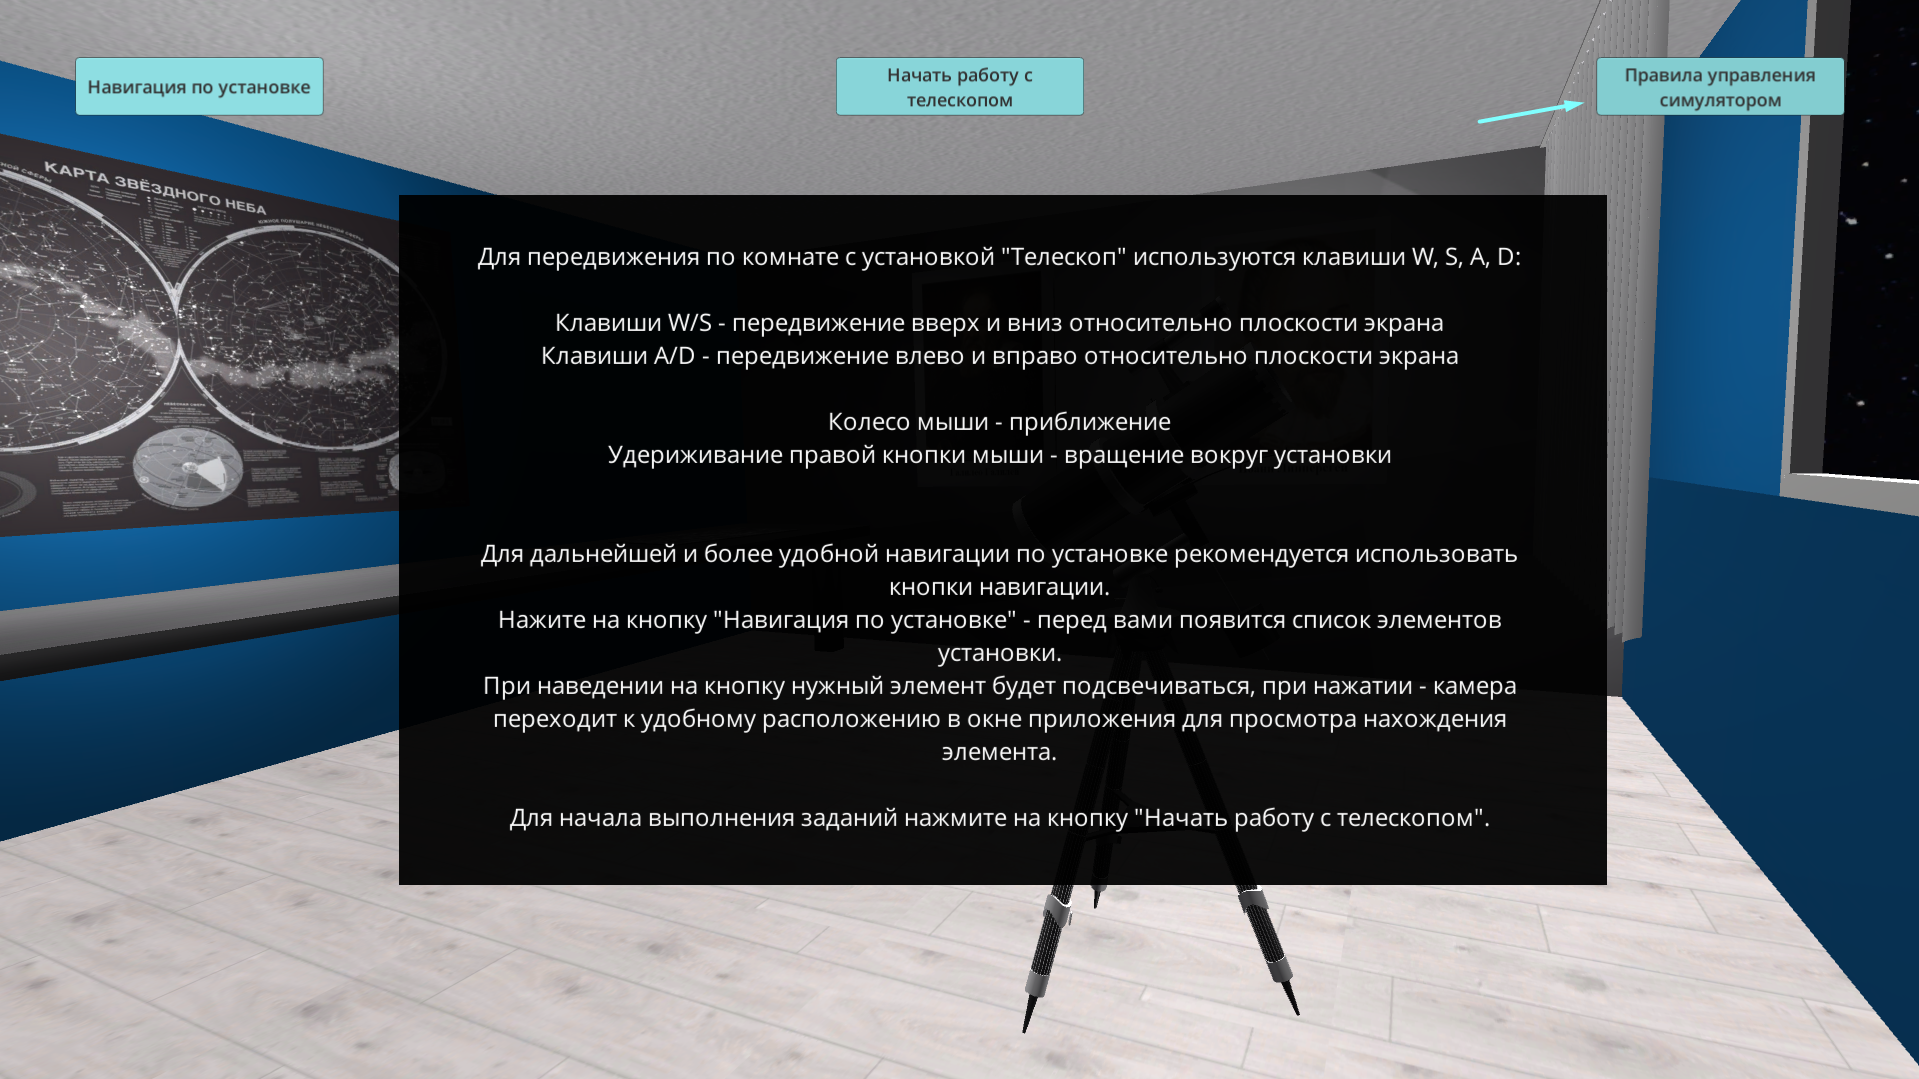 Навигация по установке
Начать работу с
телескопом
Правила управления
симулятором
КАРТА ЗВЁЗДНОГО НЕБА
Для передвижения по комнате с установкой "Телескоп" используются клавиши W, S, A, D:
Клавиши W/S - передвижение вверх и вниз относительно плоскости экрана
Клавиши A/D - передвижение влево и вправо относительно плоскости экрана
Колесо мыши - приближение
Удериживание правой кнопки мыши - вращение вокруг установки
Для дальнейшей и более удобной навигации по установке рекомендуется использовать
кнопки навигации.
Нажите на кнопку "Навигация по установке" - перед вами появится список элементов
установки.
При наведении на кнопку нужный элемент будет подсвечиваться, при нажатии - камера
переходит к удобному расположению в окне приложения для просмотра нахождения
элемента.
Для начала выполнения заданий нажмите на кнопку "Начать работу с телескопом".